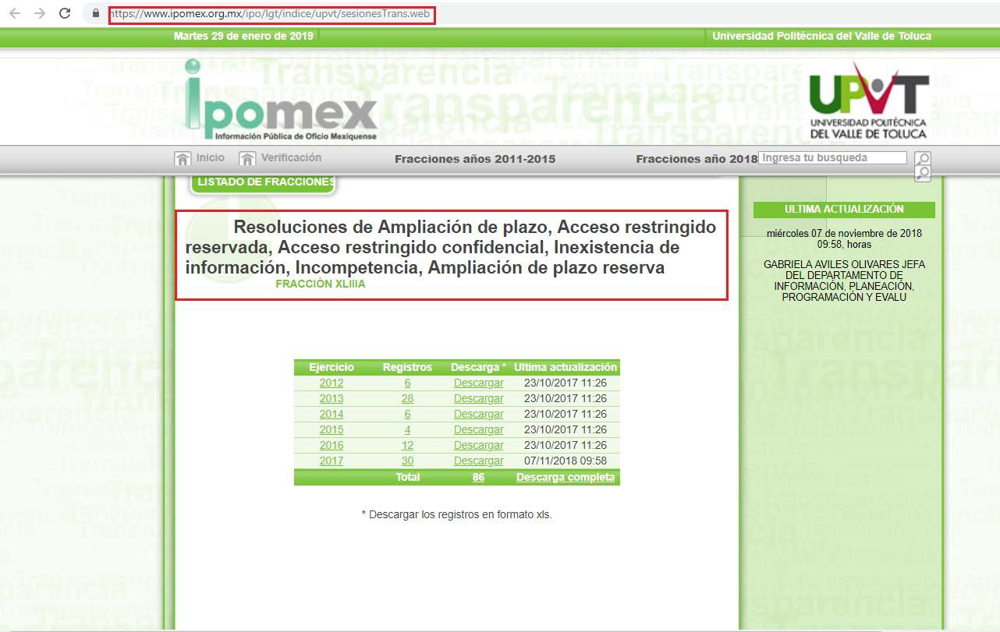 https://www.ipomex.org.mx/ipo/lgt/indice/upvt/sesionesTrans.web
Martes 29 de enero de 2019 Universidad Politécnica del Valle de Toluca
ipomex
Información Pública de Oficio Mexiquense
UPVT
UNIVERSIDAD POLITÉCNICA
DEL VALLE DE TOLUCA
Inicio Verificación Fracciones años 2011-2015 Fracciones año 2018 Ingresa tu busqueda
LISTADO DE FRACCIONES
Resoluciones de Ampliación de plazo, Acceso restringido
reservada, Acceso restringido confidencial, Inexistencia de
información, Incompetencia, Ampliación de plazo reserva
FRACCIÓN XLIIIA
ULTIMA ACTUALIZACIÓN
miércoles 07 de noviembre de 2018
09:58, horas
GABRIELA AVILES OLIVARES JEFA
DEL DEPARTAMENTO DE
INFORMACIÓN, PLANEACIÓN,
PROGRAMACIÓN Y EVALU
Ejercicio Registros Descarga * Ultima actualización
2012 6 Descargar 23/10/2017 11:26
2013 28 Descargar 23/10/2017 11:26
2014 6 Descargar 23/10/2017 11:26
2015 4 Descargar 23/10/2017 11:26
2016 12 Descargar 23/10/2017 11:26
2017 30 Descargar 07/11/2018 09:58
Total 86 Descarga completa
* Descargar los registros en formato xls.